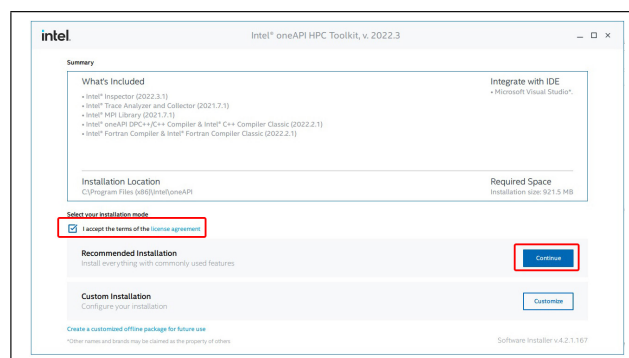 intel.
Intel® oneAPI HPC Toolkit, v. 2022.3
Summary
What's Included
• Intel® Inspector (2022.3.1)
• Intel® Trace Analyzer and Collector (2021.7.1)
• Intel® MPI Library (2021.7.1)
• Intel® oneAPI DPC++/C++ Compiler & Intel® C++ Compiler Classic (2022.2.1)
• Intel® Fortran Compiler & Intel® Fortran Compiler Classic (2022.2.1)
Integrate with IDE
• Microsoft Visual Studio*.
Installation Location
C:\Program Files (x86)\Intel\oneAPI
Required Space
Installation size: 921.5 MB
Select your installation mode
I accept the terms of the license agreement
Recommended Installation
Install everything with commonly used features
Continue
Custom Installation
Configure your installation
Customize
Create a customized offline package for future use
*Other names and brands may be claimed as the property of others
Software Installer v.4.2.1.167